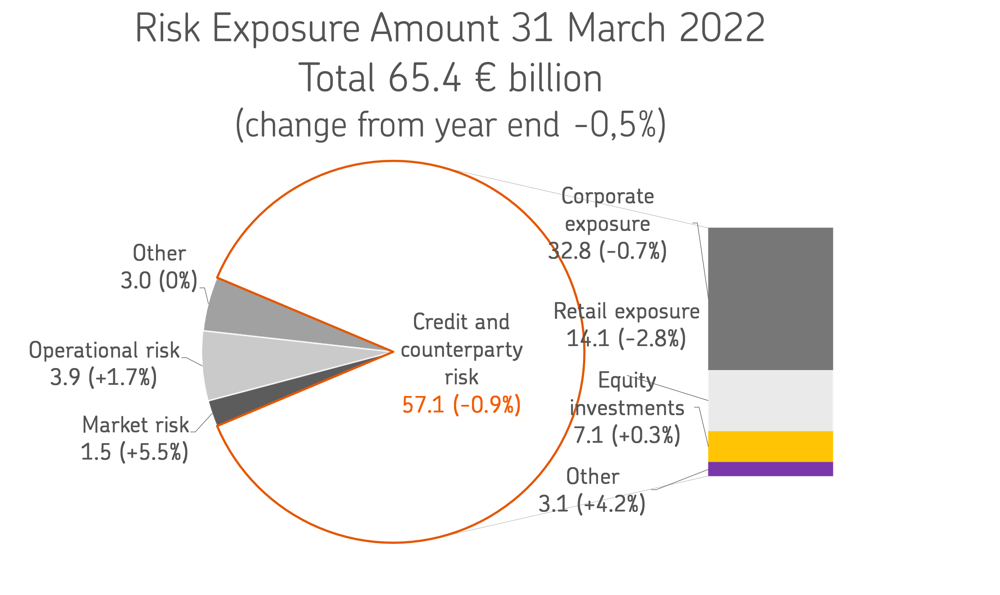 Risk Exposure Amount 31 March 2022
Total 65.4 € billion
(change from year end -0,5%)
Other
3.0 (0%)
Operational risk
3.9 (+1.7%)
Market risk
1.5 (+5.5%)
Credit and
counterparty
risk
57.1 (-0.9%)
Corporate
exposure
32.8 (-0.7%)
Retail exposure
14.1 (-2.8%)
Equity
investments
7.1 (+0.3%)
Other
3.1 (+4.2%)